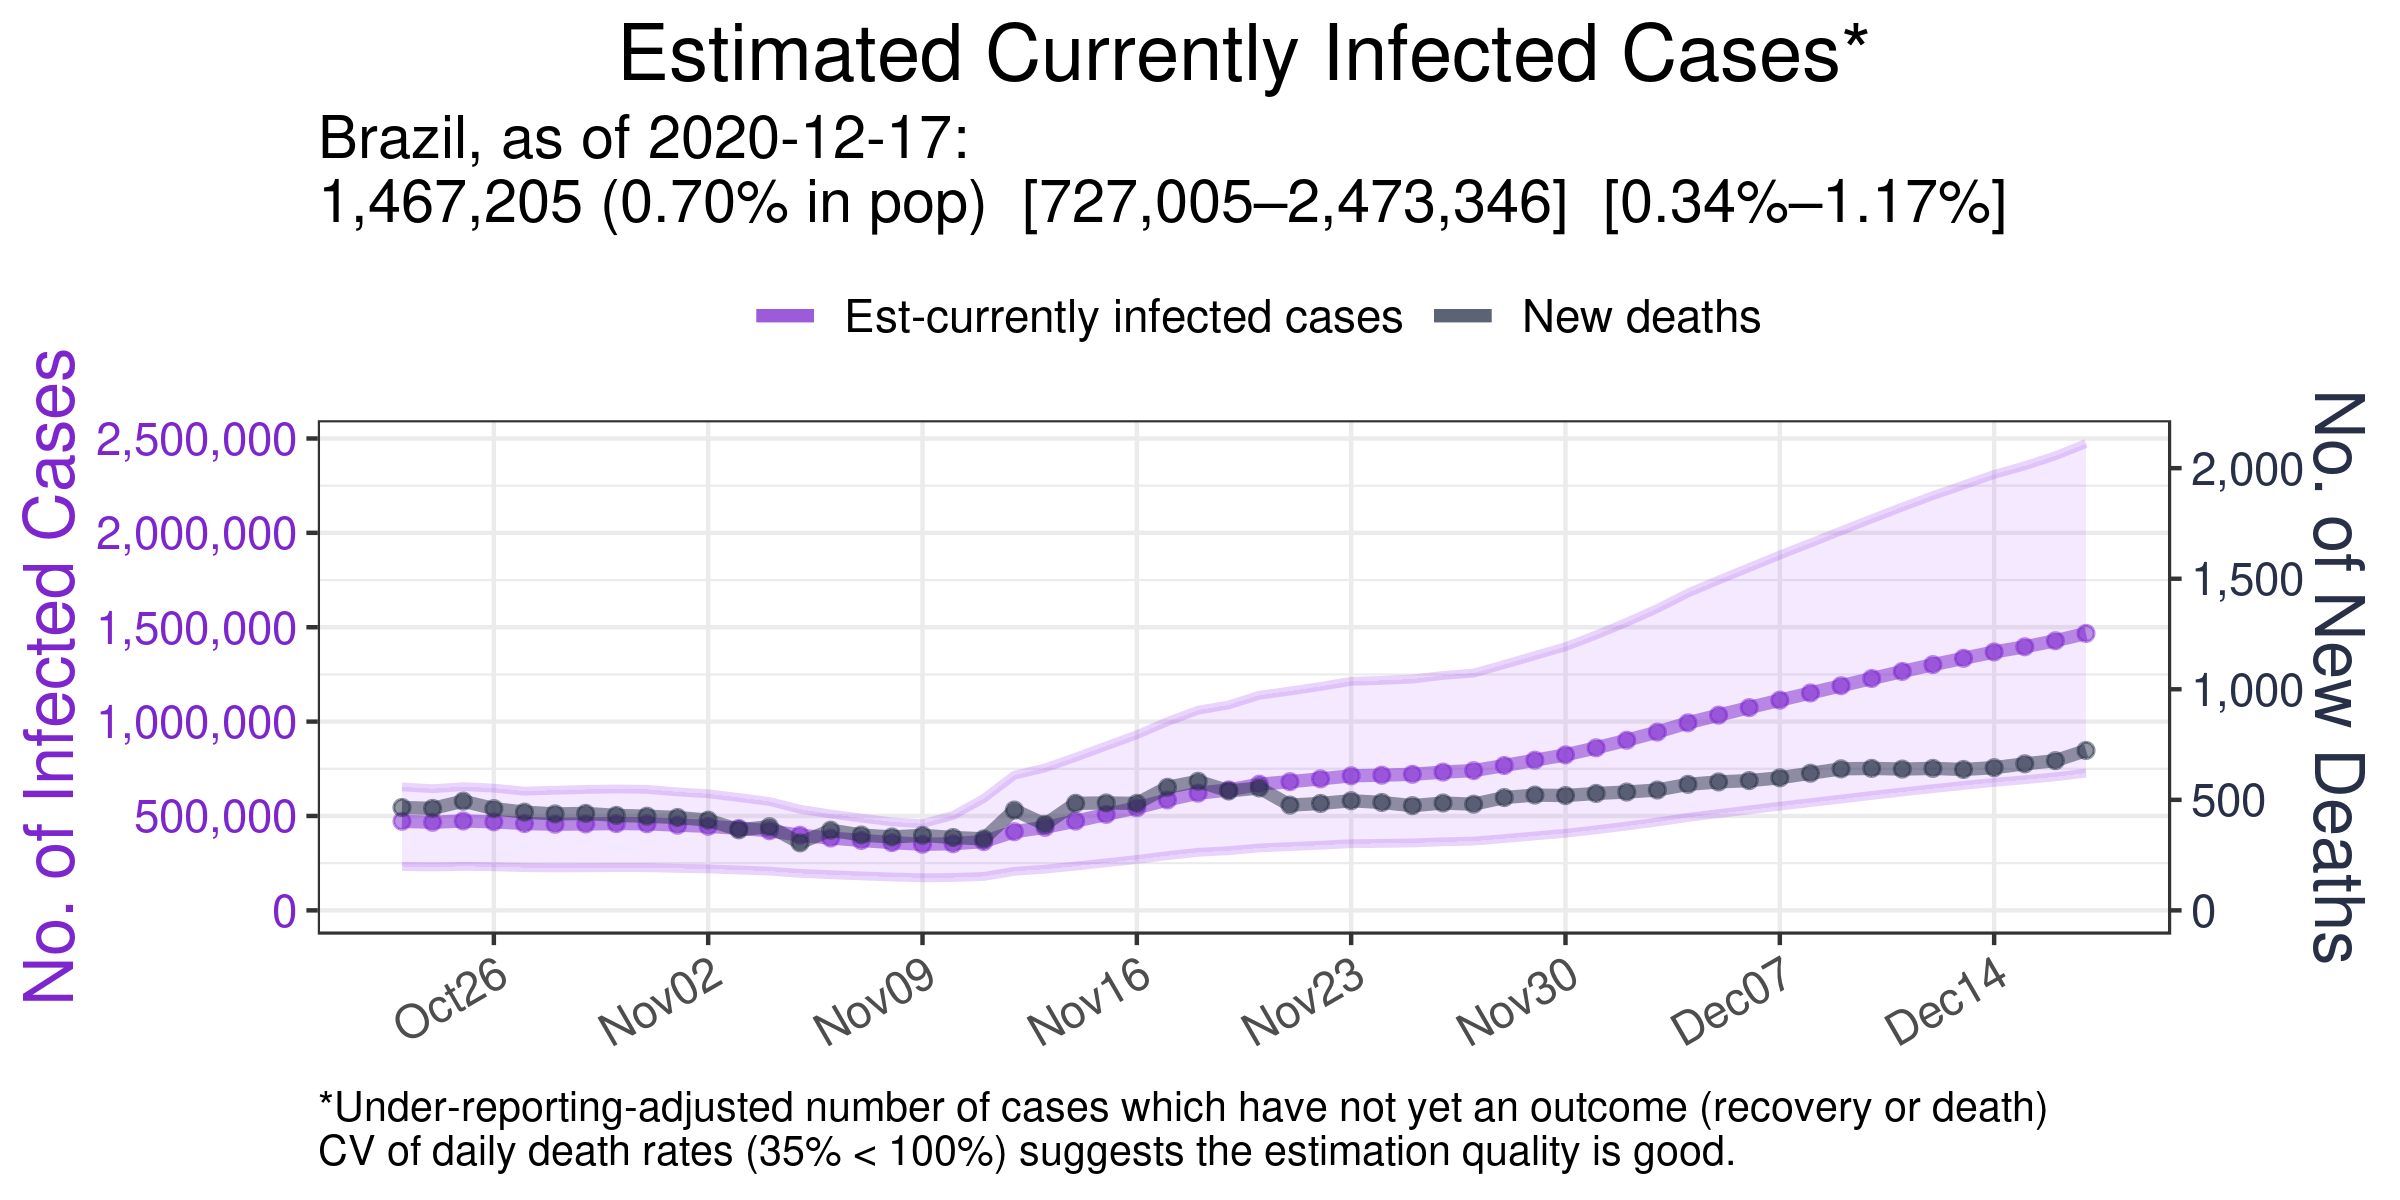 Estimated Currently Infected Cases*
Brazil, as of 2020-12-17:
1,467,205 (0.70% in pop)  [727,005–2,473,346]  [0.34%–1.17%]
Est-currently infected cases
New deaths
No. of Infected Cases
2,500,000
2,000,000
1,500,000
1,000,000
500,000
0
2,000
1,500
1,000
500
0
No. of New Deaths
Oct26
Nov02
Nov09
Nov16
Nov23
Nov30
Dec07
Dec14
*Under-reporting-adjusted number of cases which have not yet an outcome (recovery or death)
CV of daily death rates (35% < 100%) suggests the estimation quality is good.